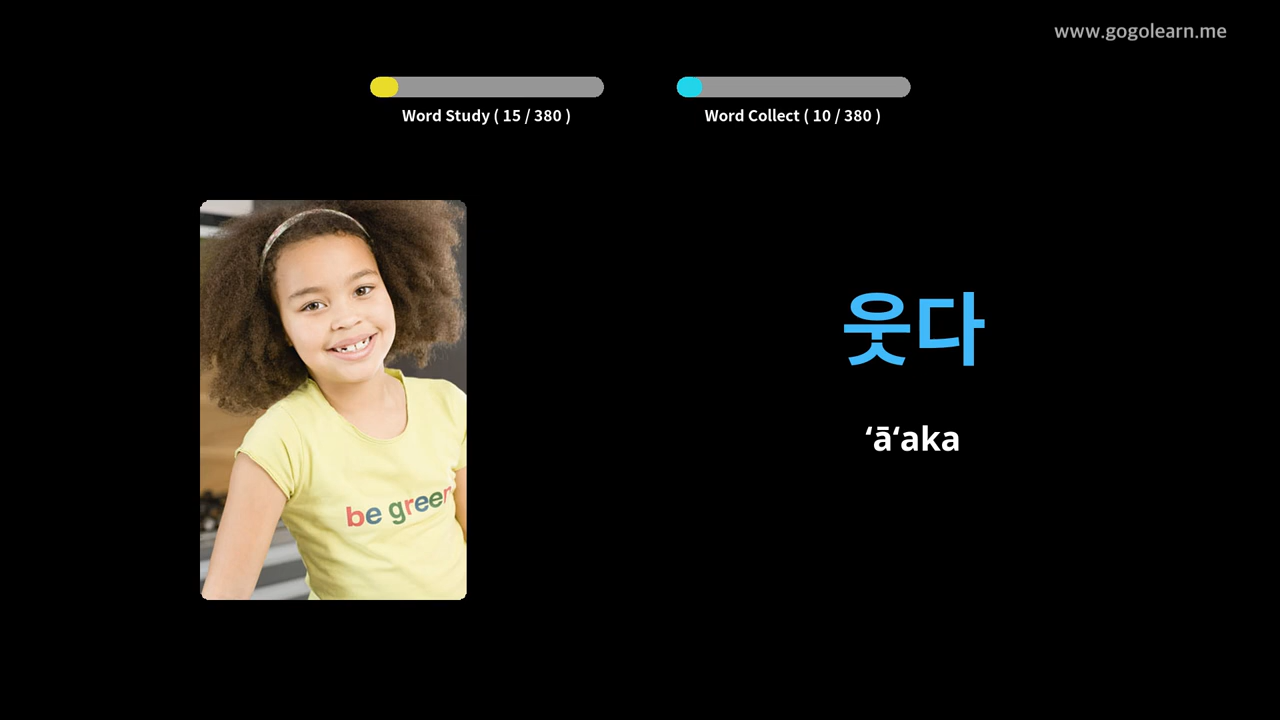 www.gogolearn.me
Word Study ( 15 / 380 )
Word Collect ( 10 / 380 )
웃다
ʻāʻaka
be green